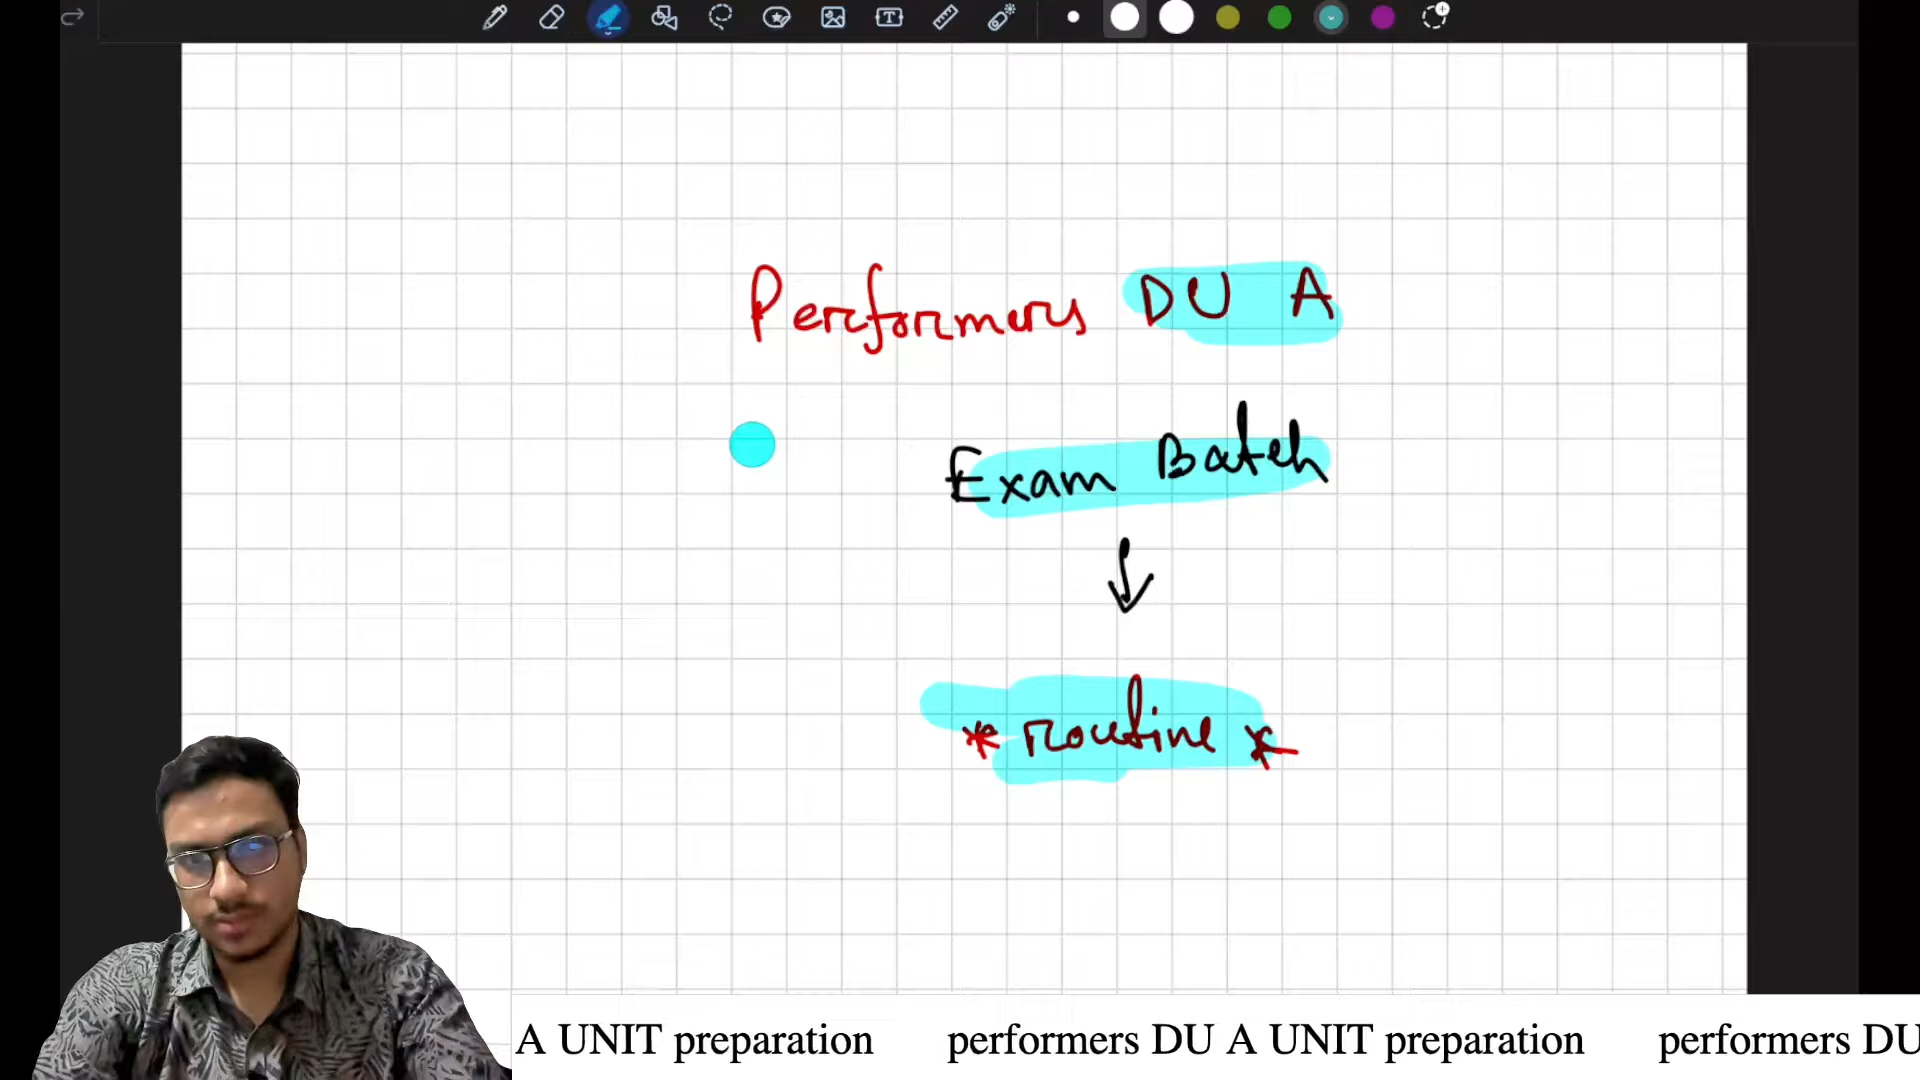 Performers DU A
Exam Batch
* routine *
A UNIT preparation performers DU A UNIT preparation performers DU